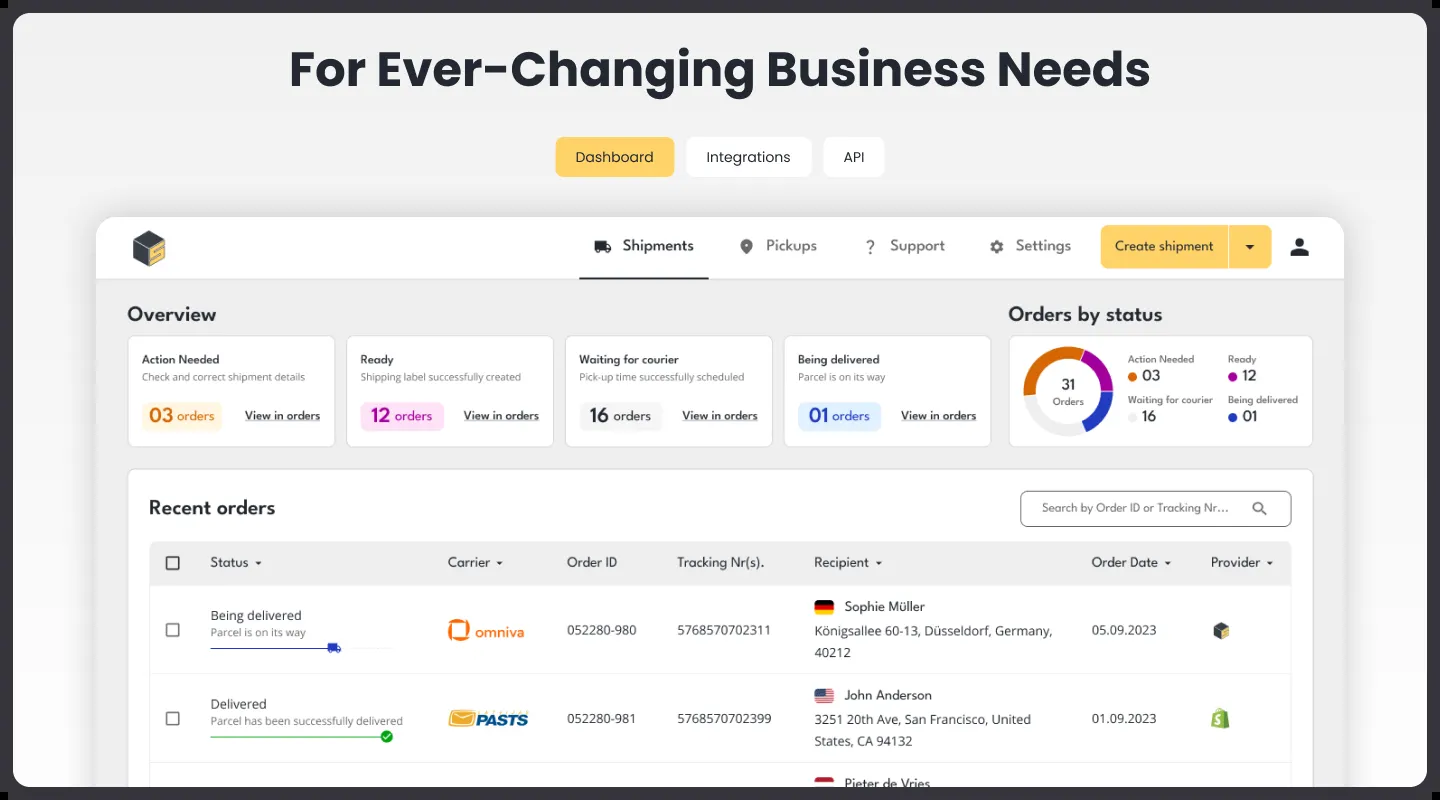 For Ever-Changing Business Needs
Dashboard
Integrations
API
Shipments
Pickups
Support
Settings
Create shipment
Overview
Action Needed
Check and correct shipment details
03 orders
View in orders
Ready
Shipping label successfully created
12 orders
View in orders
Waiting for courier
Pick-up time successfully scheduled
16 orders
View in orders
Being delivered
Parcel is on its way
01 orders
View in orders
Orders by status
31
Orders
Action Needed
03
Ready
12
Waiting for courier
16
Being delivered
01
Recent orders
Search by Order ID or Tracking Nr...
Status
Carrier
Order ID
Tracking Nr(s).
Recipient
Order Date
Provider
Being delivered
Parcel is on its way
omniva
052280-980
5768570702311
Sophie Müller
Königsallee 60-13, Düsseldorf, Germany,
40212
05.09.2023
Delivered
Parcel has been successfully delivered
PASTS
052280-981
5768570702399
John Anderson
3251 20th Ave, San Francisco, United
States, CA 94132
01.09.2023
Pieter de Vries